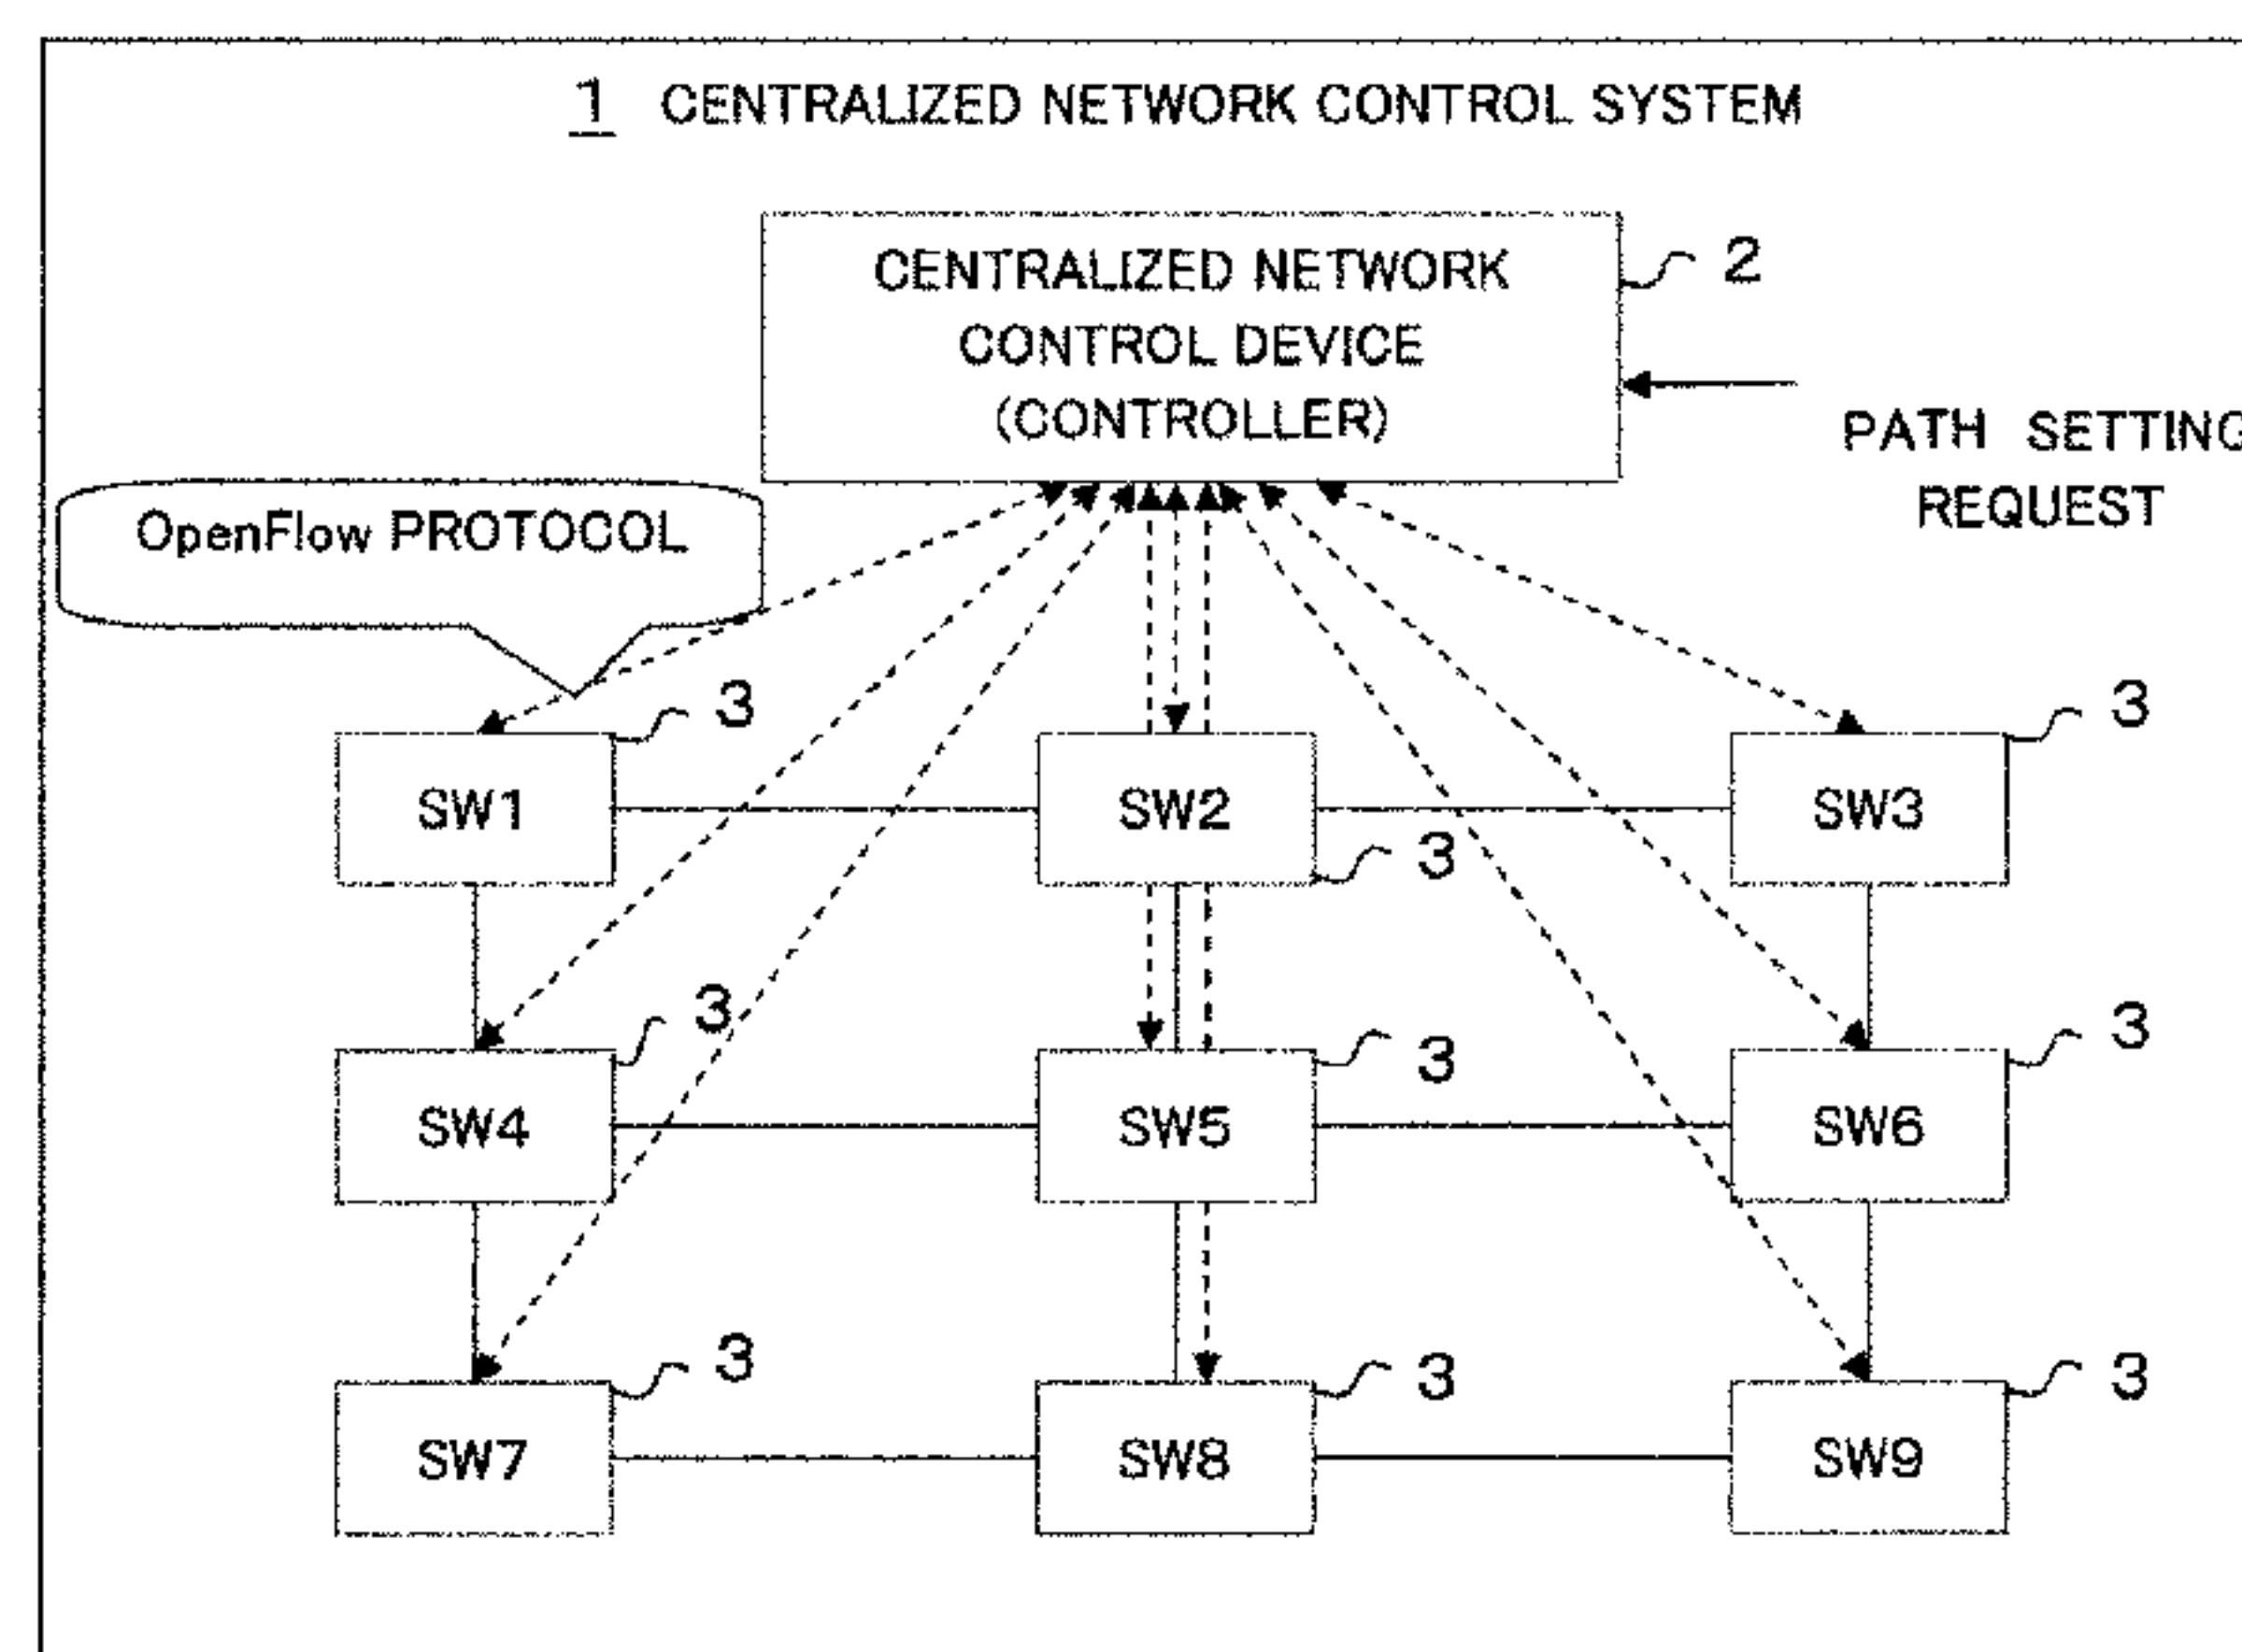 1 CENTRALIZED NETWORK CONTROL SYSTEM
CENTRALIZED NETWORK
CONTROL DEVICE
(CONTROLLER)
2
PATH SETTING
REQUEST
OpenFlow PROTOCOL
3
3
SW1
SW2
SW3
3
3
3
3
SW4
SW5
SW6
3
3
3
SW7
SW8
SW9